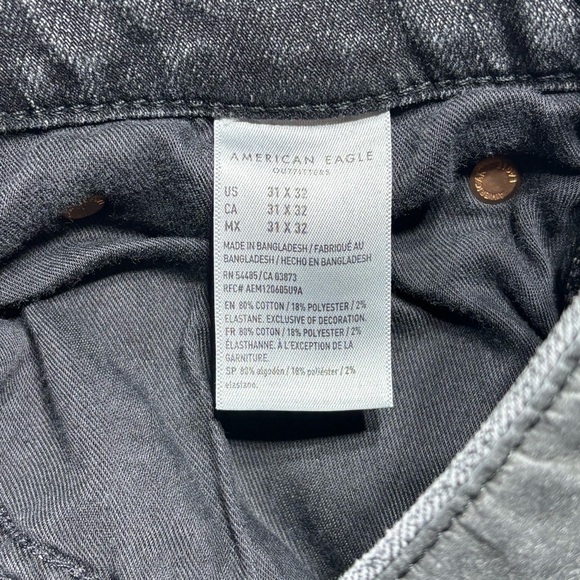 AMERICAN EAGLE
OUTFITTERS
US 31 X 32
CA 31 X 32
MX 31 X 32
MADE IN BANGLADESH / FABRIQUÉ AU
BANGLADESH / HECHO EN BANGLADESH
RN 54485/CA 03873
RFC# AEM1206B5U9A
EN 80% COTTON / 18% POLYESTER / 2%
ELASTANE. EXCLUSIVE OF DECORATION.
FR 80% COTON / 18% POLYESTER / 2%
ÉLASTHANNE. À L'EXCEPTION DE LA
GARNITURE.
SP 80% algodón / 18% poliéster / 2%
elastano.